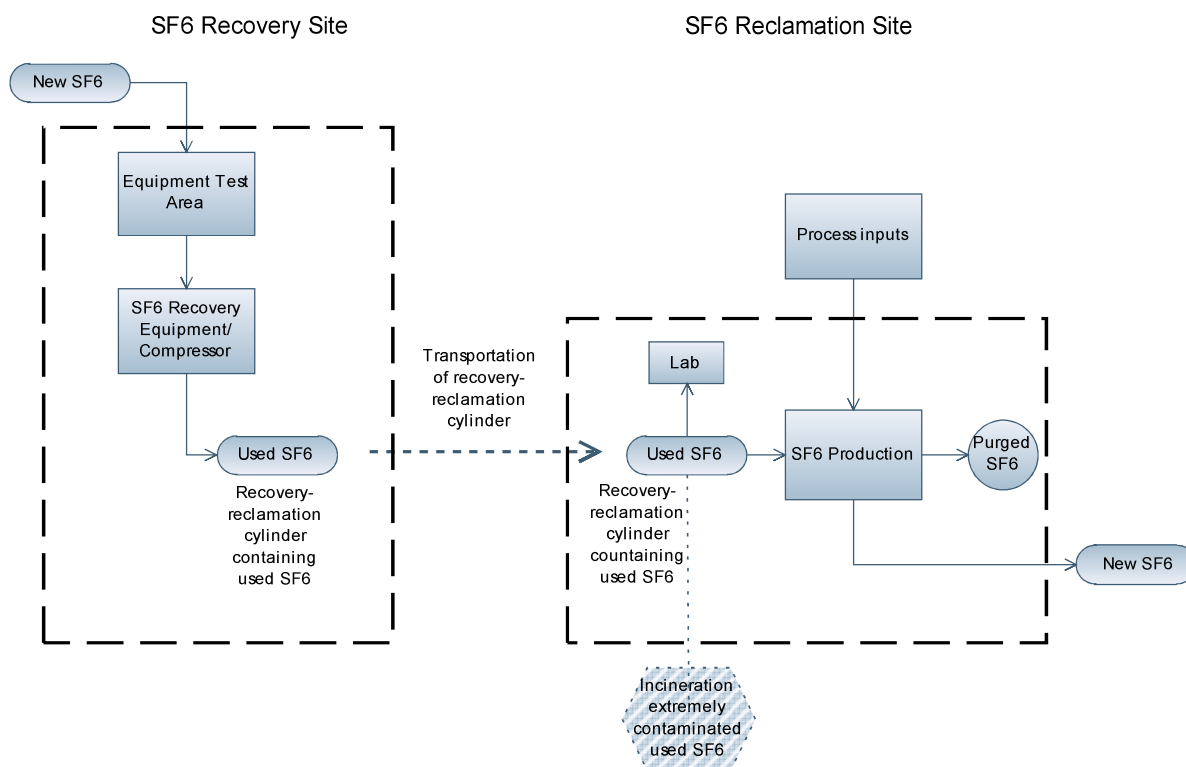 SF6 Recovery Site
SF6 Reclamation Site
New SF6
Equipment Test
Area
SF6 Recovery
Equipment/
Compressor
Used SF6
Recovery-
reclamation
cylinder
containing
used SF6
Transportation
of recovery-
reclamation
cylinder
Process inputs
Lab
Used SF6
Recovery-
reclamation
cylinder
countaining
used SF6
SF6 Production
Purged
SF6
New SF6
Incineration
extremely
contaminated
used SF6